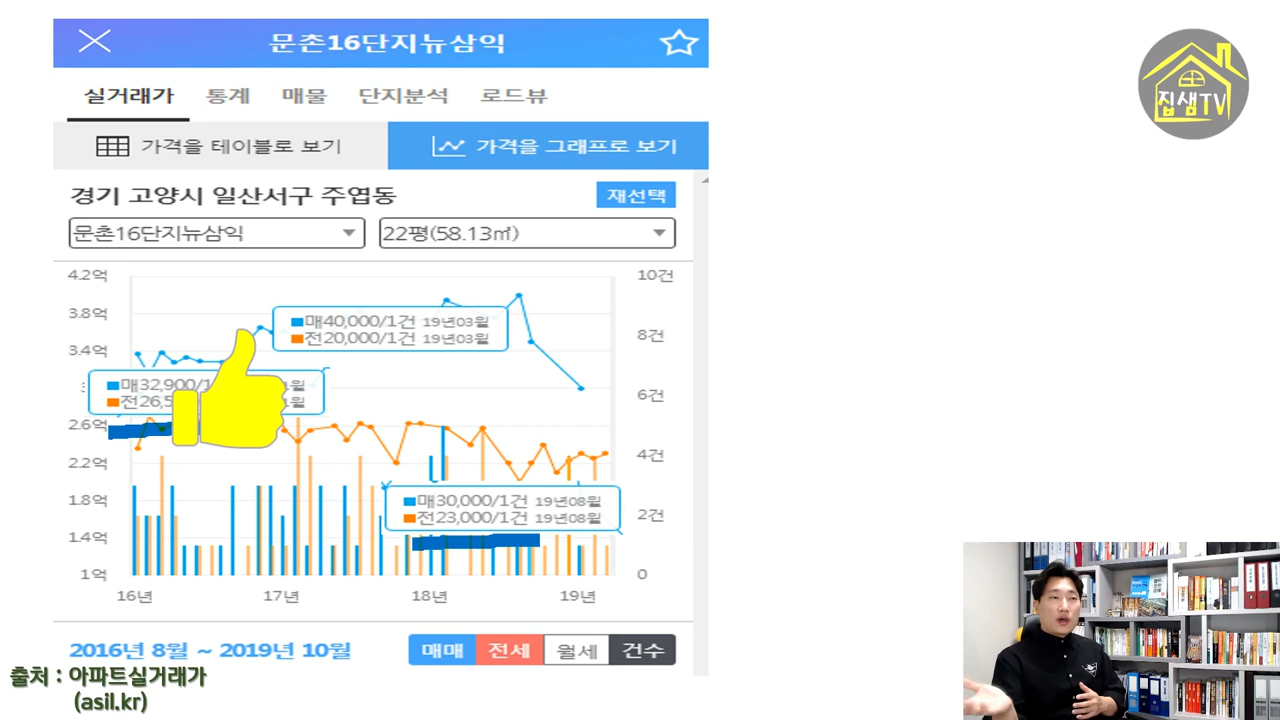 문촌16단지뉴삼익
집샘TV
실거래가 통계 매물 단지분석 로드뷰
가격을 테이블로 보기 가격을 그래프로 보기
경기 고양시 일산서구 주엽동 재선택
문촌16단지뉴삼익 22평(58.13㎡)
4.2억 10건
3.8억 8건
매40,000/1건 19년03월
전20,000/1건 19년03월
3.4억
매32,900/1 월
전26,5 월
6건
2.6억
2.2억 4건
1.8억
매30,000/1건 19년08월
전23,000/1건 19년08월
2건
1.4억
1억 0
16년 17년 18년 19년
2016년 8월 ~ 2019년 10월 매매 전세 월세 건수
출처 : 아파트실거래가
(asil.kr)